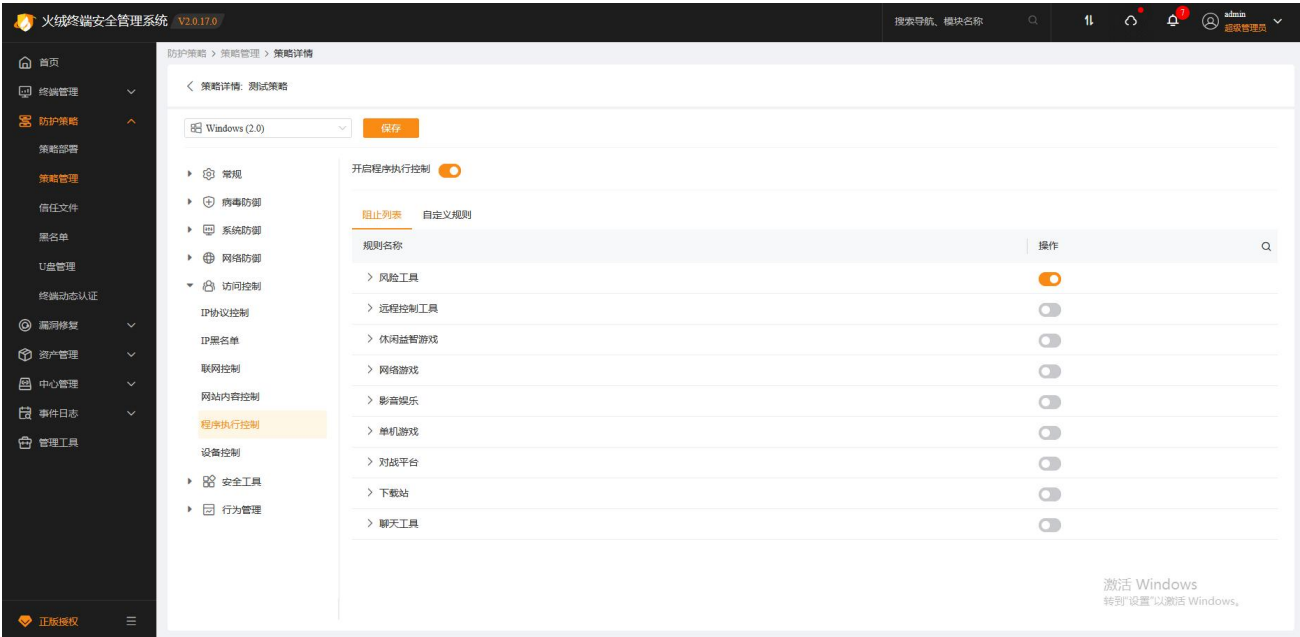 火绒终端安全管理系统 V2.0.17.0
搜索导航、模块名称
7
admin
超级管理员
首页
终端管理
防护策略
策略部署
策略管理
信任文件
黑名单
U盘管理
终端动态认证
漏洞修复
资产管理
中心管理
事件日志
管理工具
正版授权
防护策略 > 策略管理 > 策略详情
策略详情: 测试策略
Windows (2.0)
保存
常规
病毒防御
系统防御
网络防御
访问控制
IP协议控制
IP黑名单
联网控制
网站内容控制
程序执行控制
设备控制
安全工具
行为管理
开启程序执行控制
阻止列表 自定义规则
规则名称 操作
风险工具
远程控制工具
休闲益智游戏
网络游戏
影音娱乐
单机游戏
对战平台
下载站
聊天工具
激活 Windows
转到"设置"以激活 Windows。